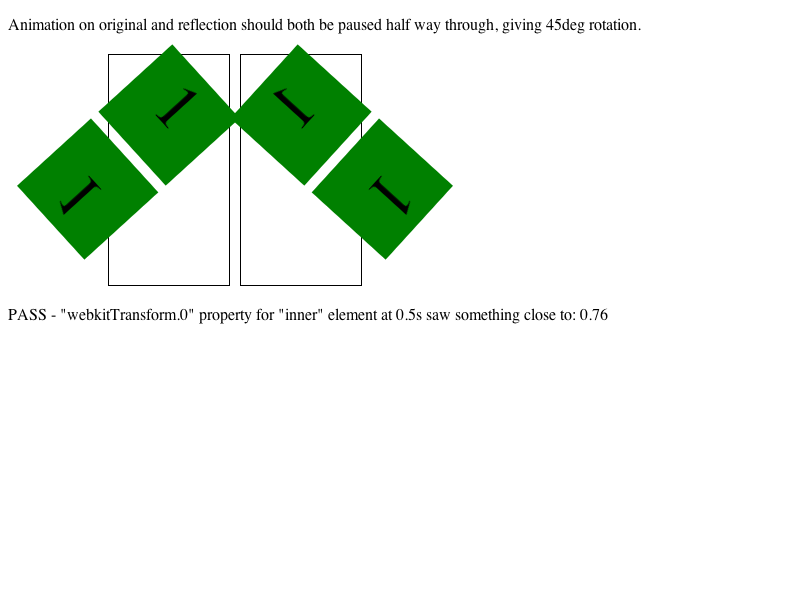 Animation on original and reflection should both be paused half way through, giving 45deg rotation.
1
1
1
1
PASS - "webkitTransform.0" property for "inner" element at 0.5s saw something close to: 0.76